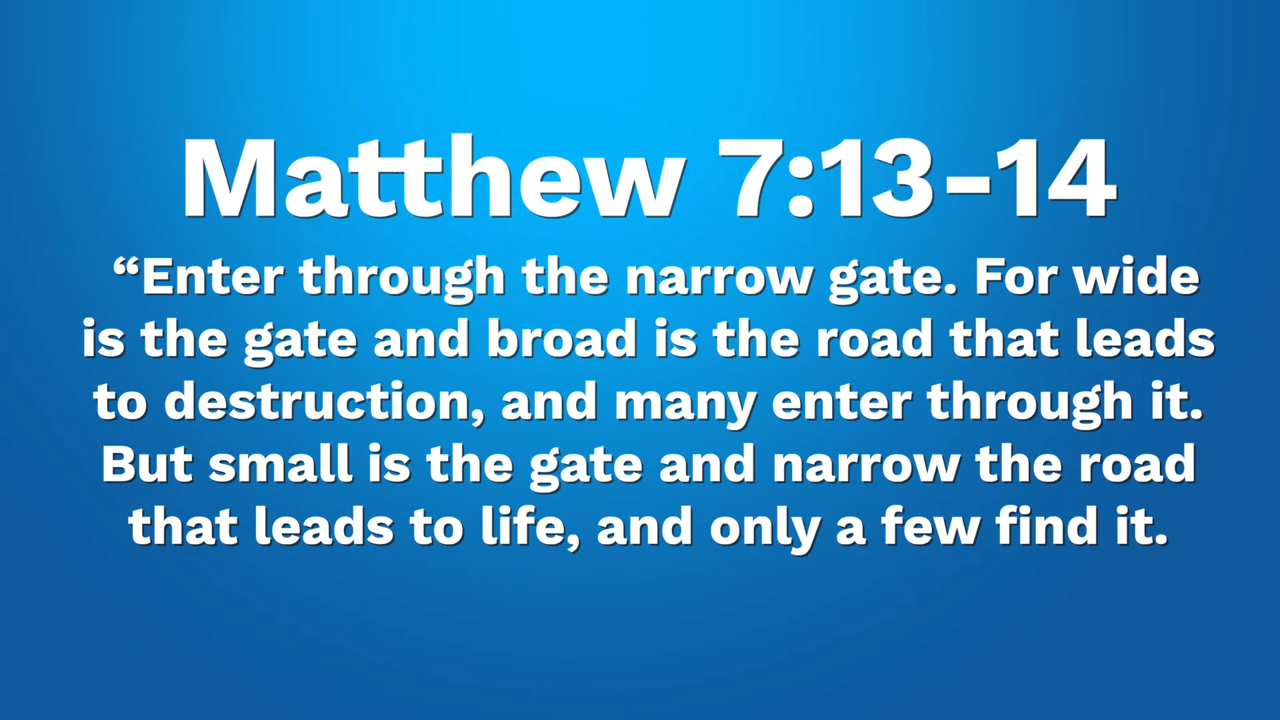 Matthew 7:13-14
“Enter through the narrow gate. For wide
is the gate and broad is the road that leads
to destruction, and many enter through it.
But small is the gate and narrow the road
that leads to life, and only a few find it.